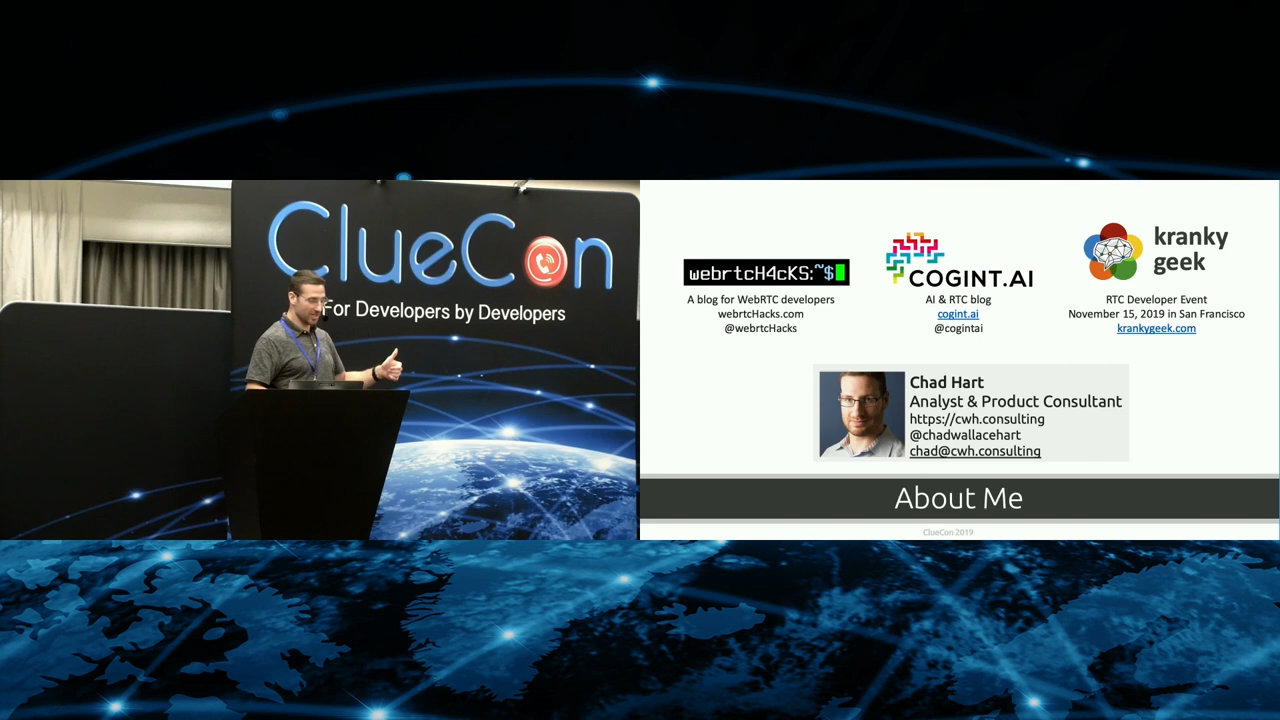 ClueCon
For Developers by Developers
webrtcH4cKS:~$
A blog for WebRTC developers
webrtcHacks.com
@webrtcHacks
COGINT.AI
AI & RTC blog
cogint.ai
@cogintai
kranky
geek
RTC Developer Event
November 15, 2019 in San Francisco
krankygeek.com
Chad Hart
Analyst & Product Consultant
https://cwh.consulting
@chadwallacehart
chad@cwh.consulting
About Me
ClueCon 2019